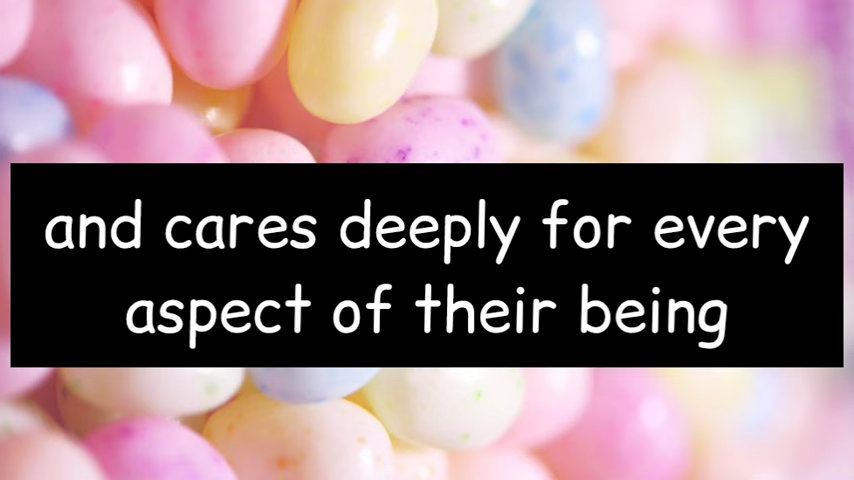 and cares deeply for every
aspect of their being